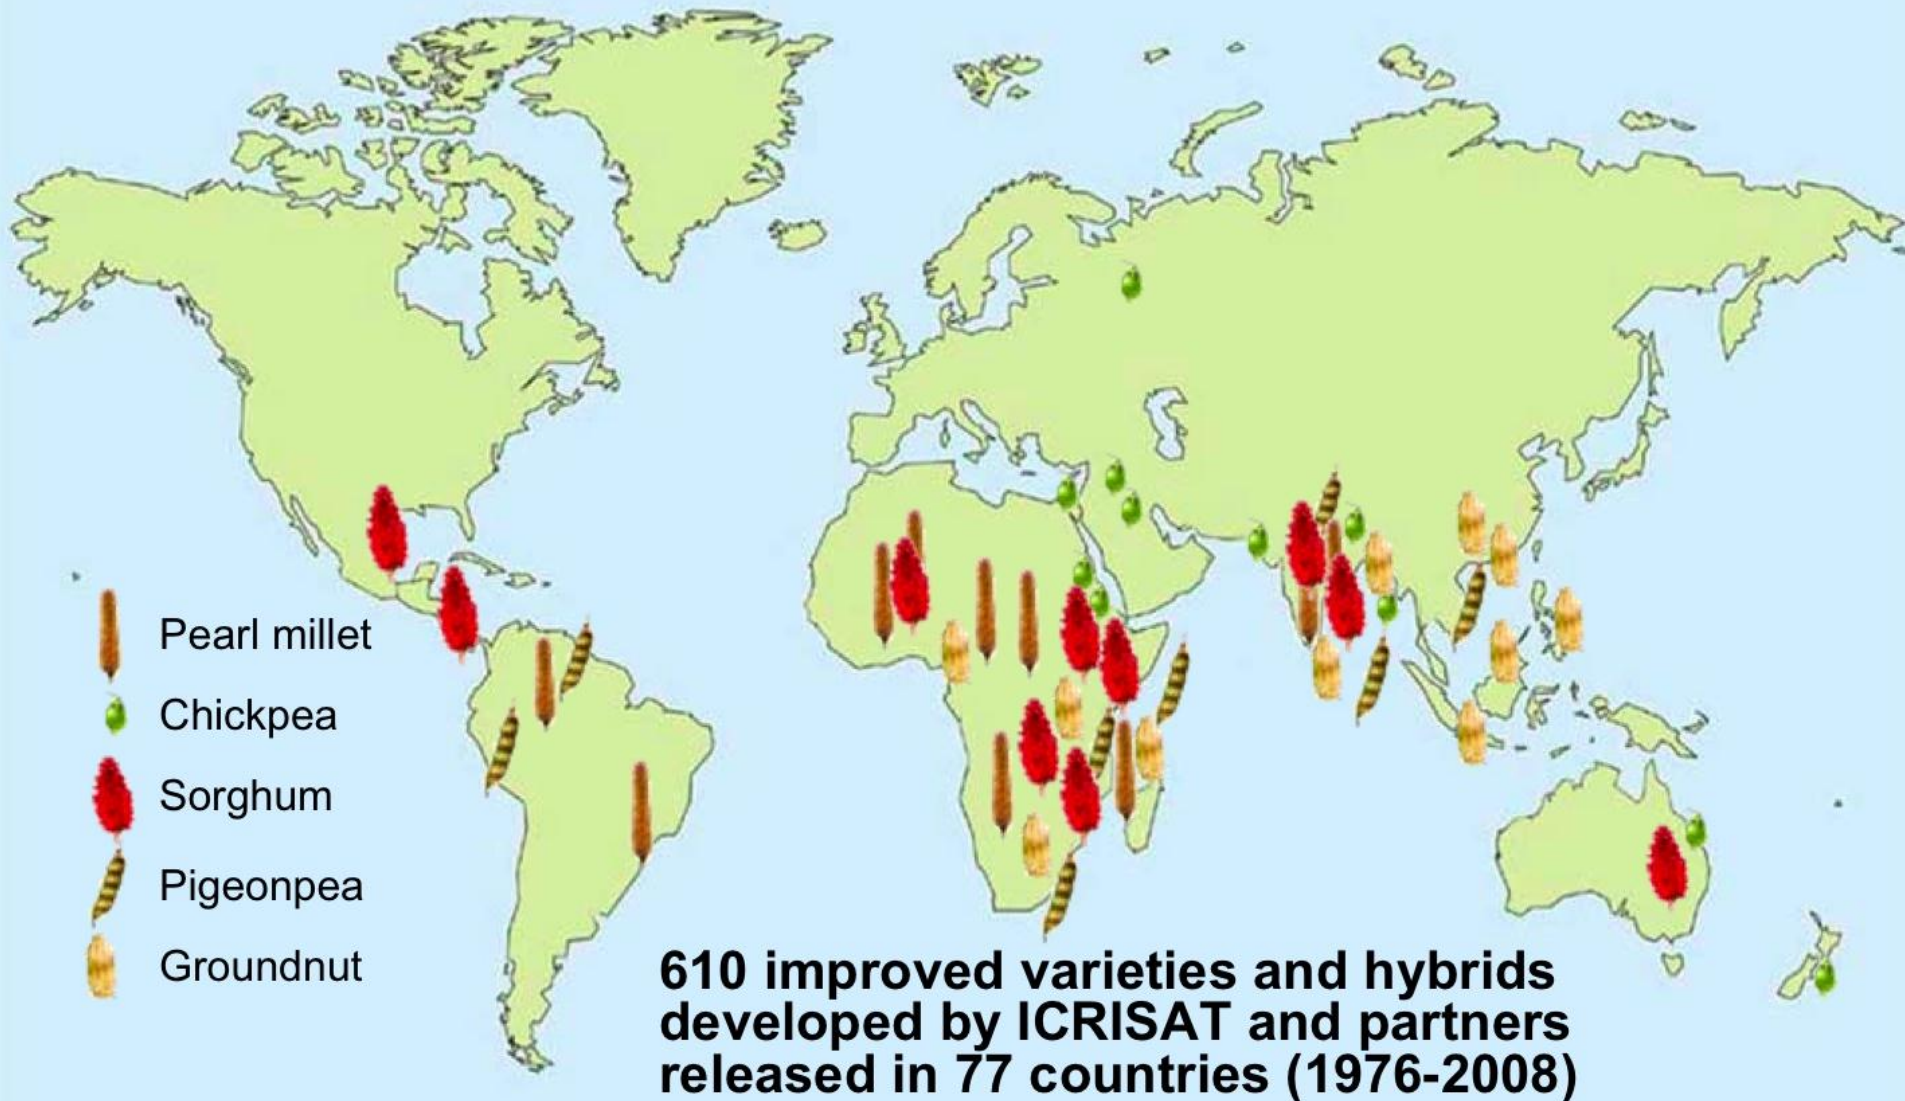 Pearl millet
Chickpea
Sorghum
Pigeonpea
Groundnut
610 improved varieties and hybrids
developed by ICRISAT and partners
released in 77 countries (1976-2008)